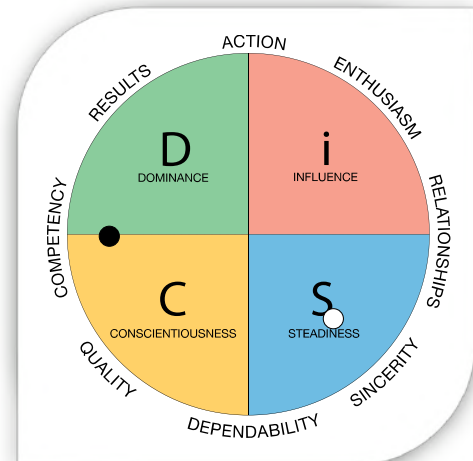 ACTION
RESULTS
ENTHUSIASM
D
i
DOMINANCE
INFLUENCE
COMPETENCY
RELATIONSHIPS
C
S
CONSCIENTIOUSNESS
STEADINESS
QUALITY
SINCERITY
DEPENDABILITY